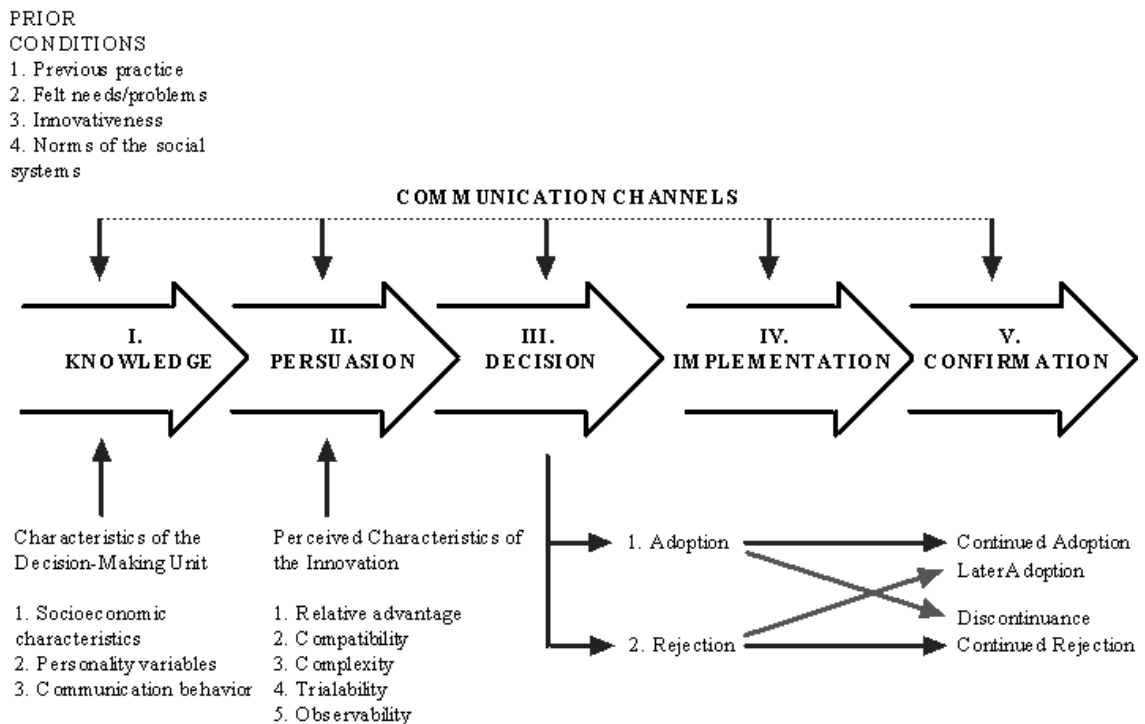 PRIOR
CONDITIONS
1. Previous practice
2. Felt needs/problems
3. Innovativeness
4. Norms of the social
systems
COMMUNICATION CHANNELS
I.
KNOWLEDGE
II.
PERSUASION
III.
DECISION
IV.
IMPLEMENTATION
V.
CONFIRMATION
Characteristics of the
Decision-Making Unit
1. Socioeconomic
characteristics
2. Personality variables
3. Communication behavior
Perceived Characteristics of
the Innovation
1. Relative advantage
2. Compatibility
3. Complexity
4. Trialability
5. Observability
1. Adoption
2. Rejection
Continued Adoption
Later Adoption
Discontinuance
Continued Rejection